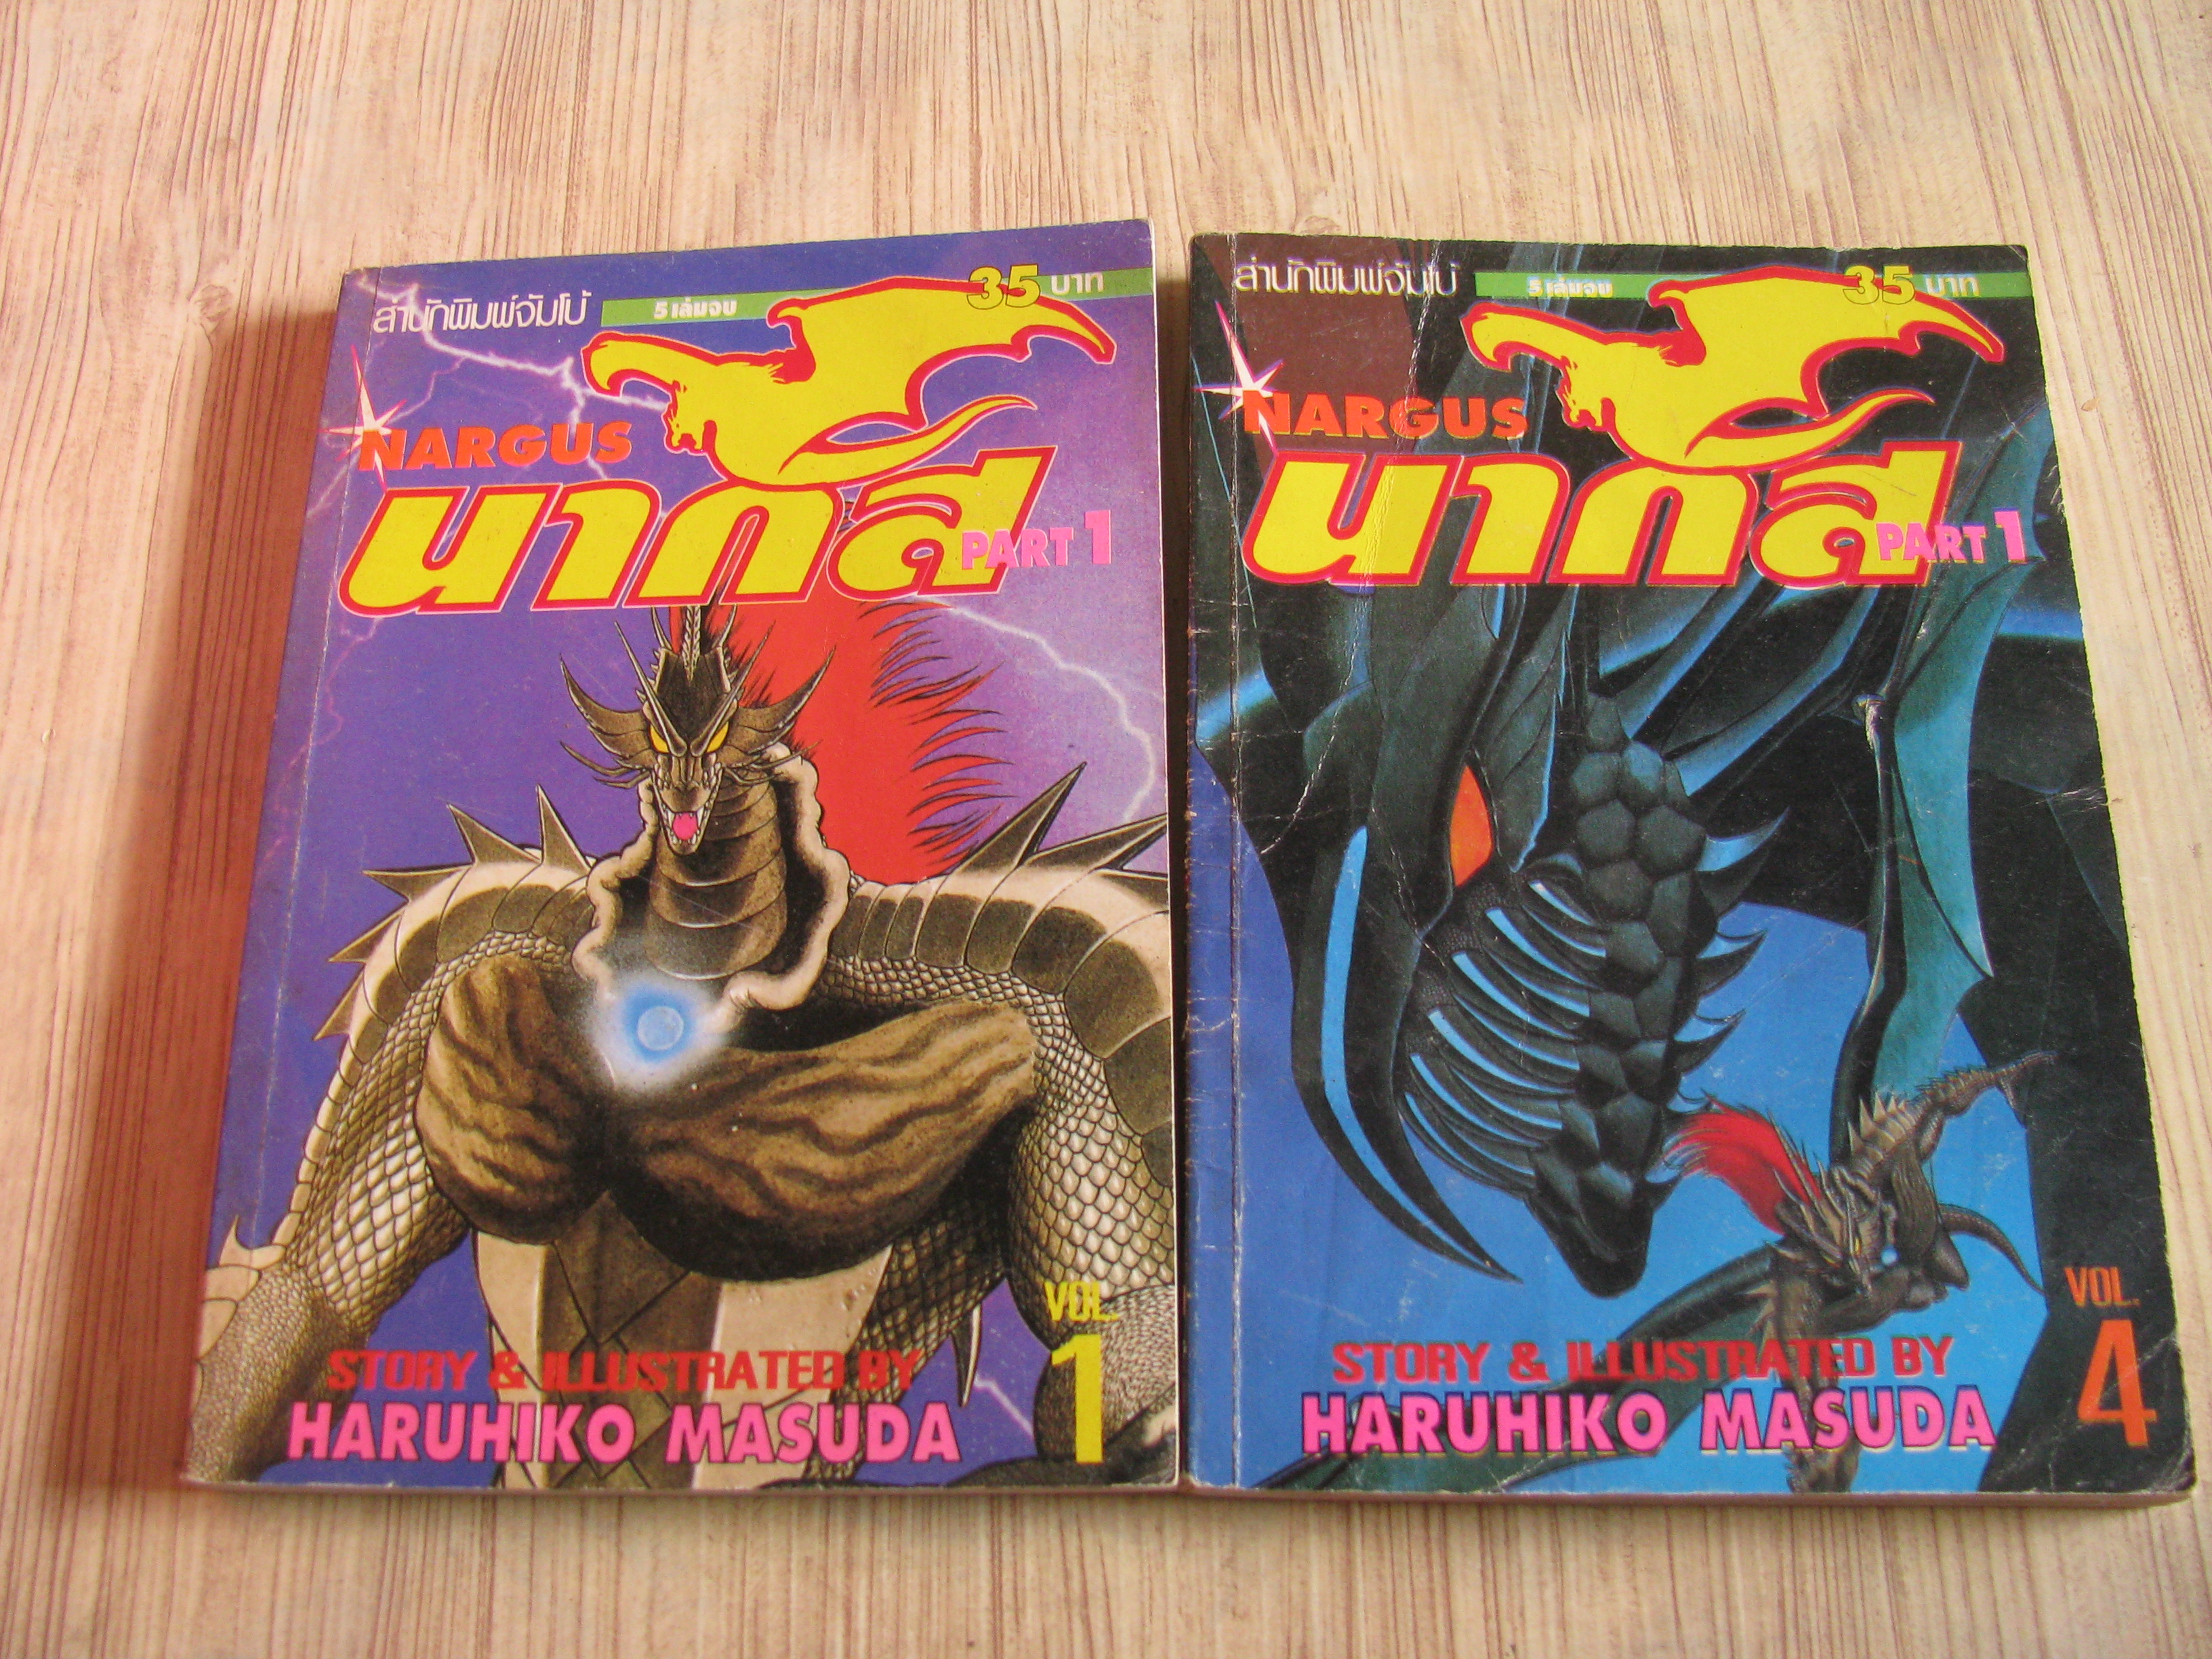 สำนักพิมพ์จัมโบ้
5 เล่มจบ
35 บาท
NARGUS
นากัส
PART 1
VOL.
1
STORY & ILLUSTRATED BY
HARUHIKO MASUDA
สำนักพิมพ์จัมโบ้
5 เล่มจบ
35 บาท
NARGUS
นากัส
PART 1
VOL.
4
STORY & ILLUSTRATED BY
HARUHIKO MASUDA